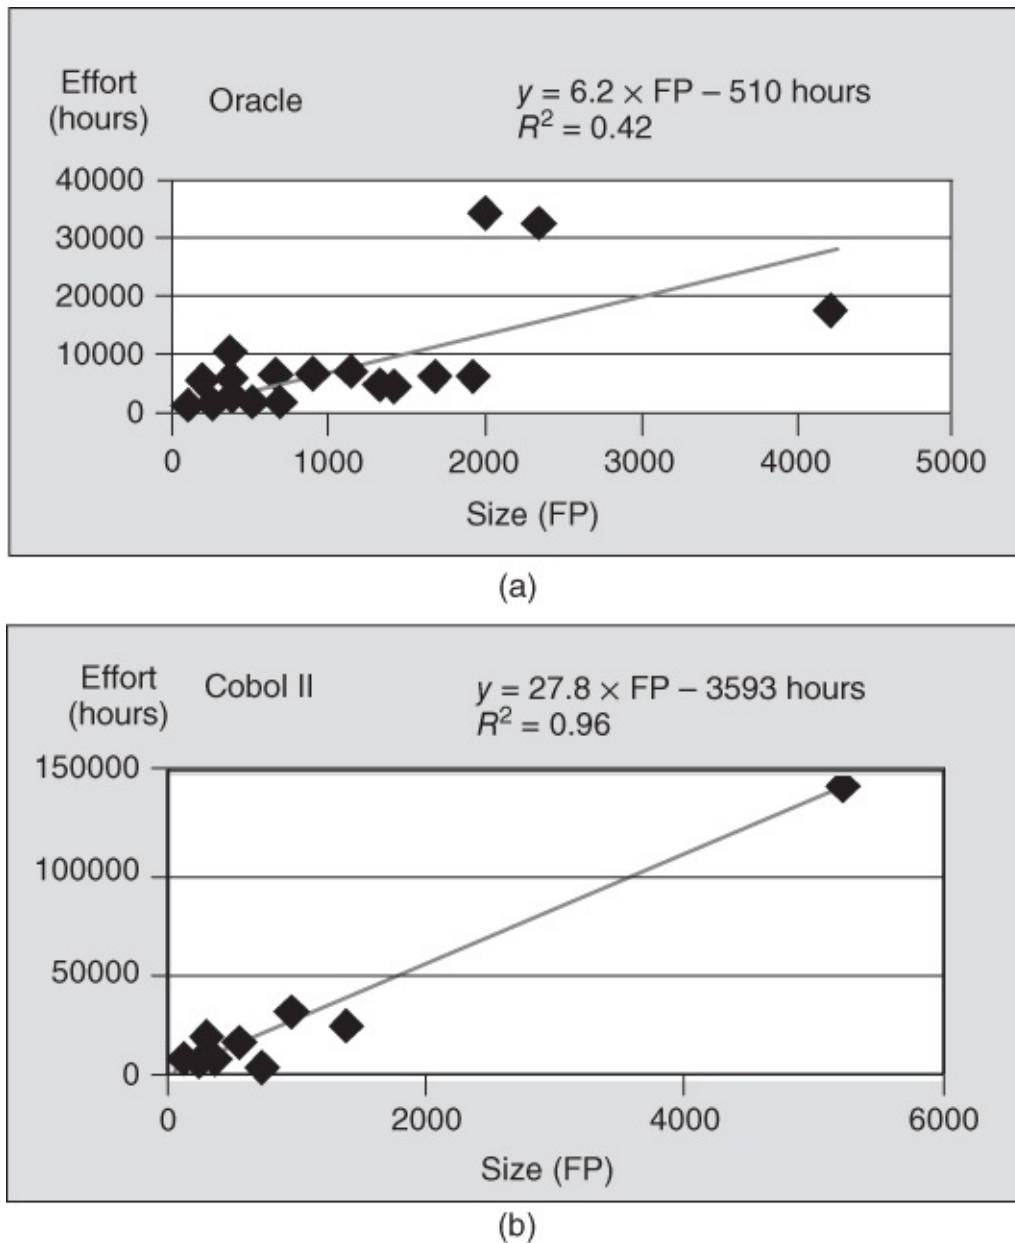 Effort
(hours)
Oracle
y = 6.2 × FP – 510 hours
R² = 0.42
40000
30000
20000
10000
0
0 1000 2000 3000 4000 5000
Size (FP)
(a)
Effort
(hours)
Cobol II
y = 27.8 × FP – 3593 hours
R² = 0.96
150000
100000
50000
0
0 2000 4000 6000
Size (FP)
(b)